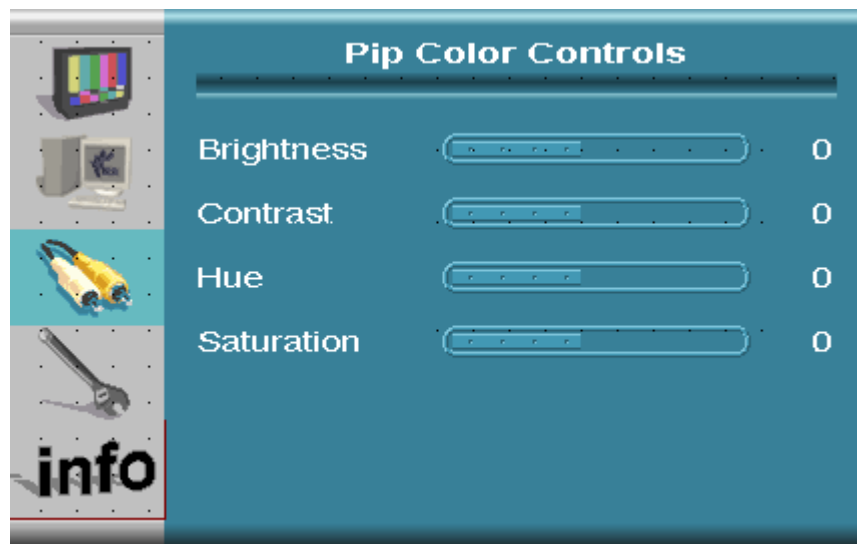 Pip Color Controls
Brightness 0
Contrast 0
Hue 0
Saturation 0
info